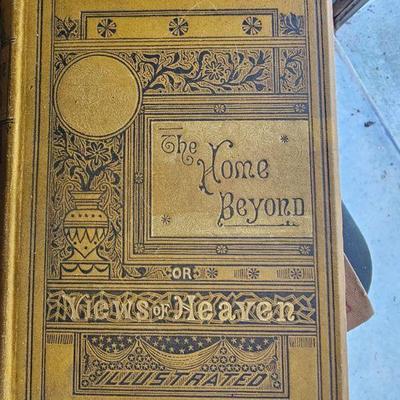 The
Home
Beyond
OR
Views of Heaven
ILLUSTRATED